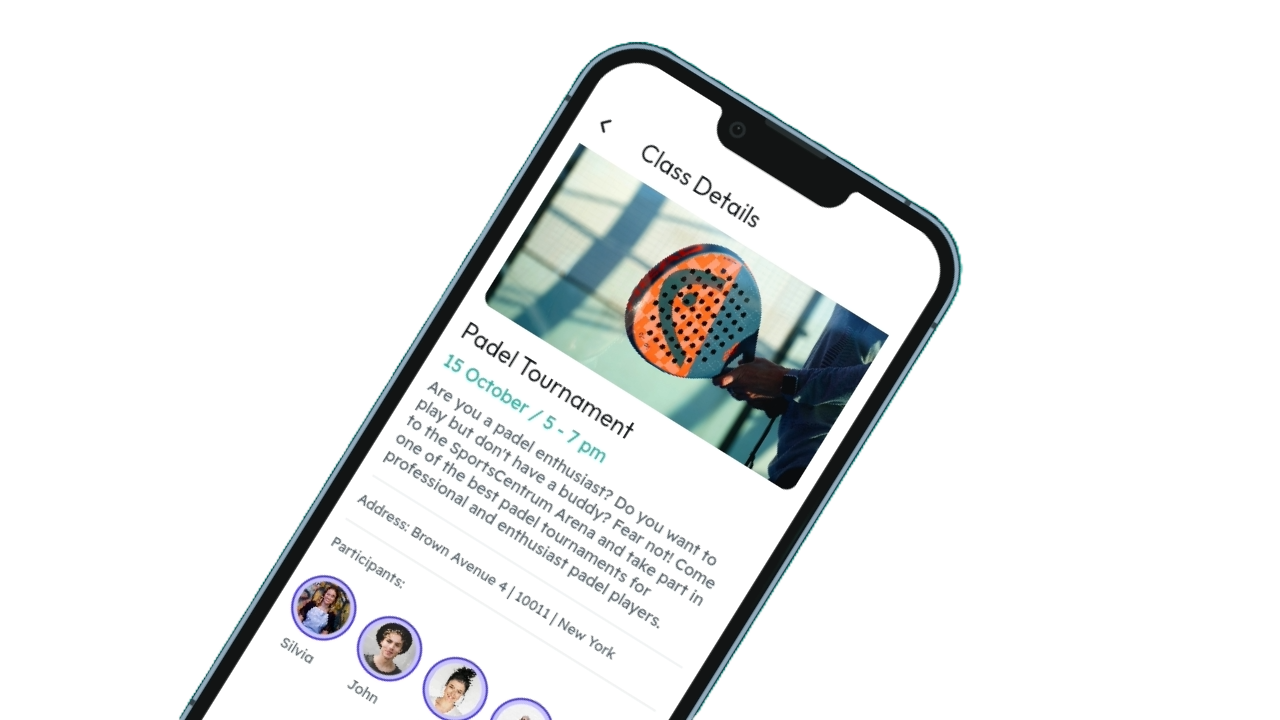 Class Details
Padel Tournament
15 October / 5 - 7 pm
Are you a padel enthusiast? Do you want to
play but don't have a buddy? Fear not! Come
to the SportsCentrum Arena and take part in
one of the best padel tournaments for
professional and enthusiast padel players.
Address: Brown Avenue 4 | 10011 | New York
Participants:
Silvia
John